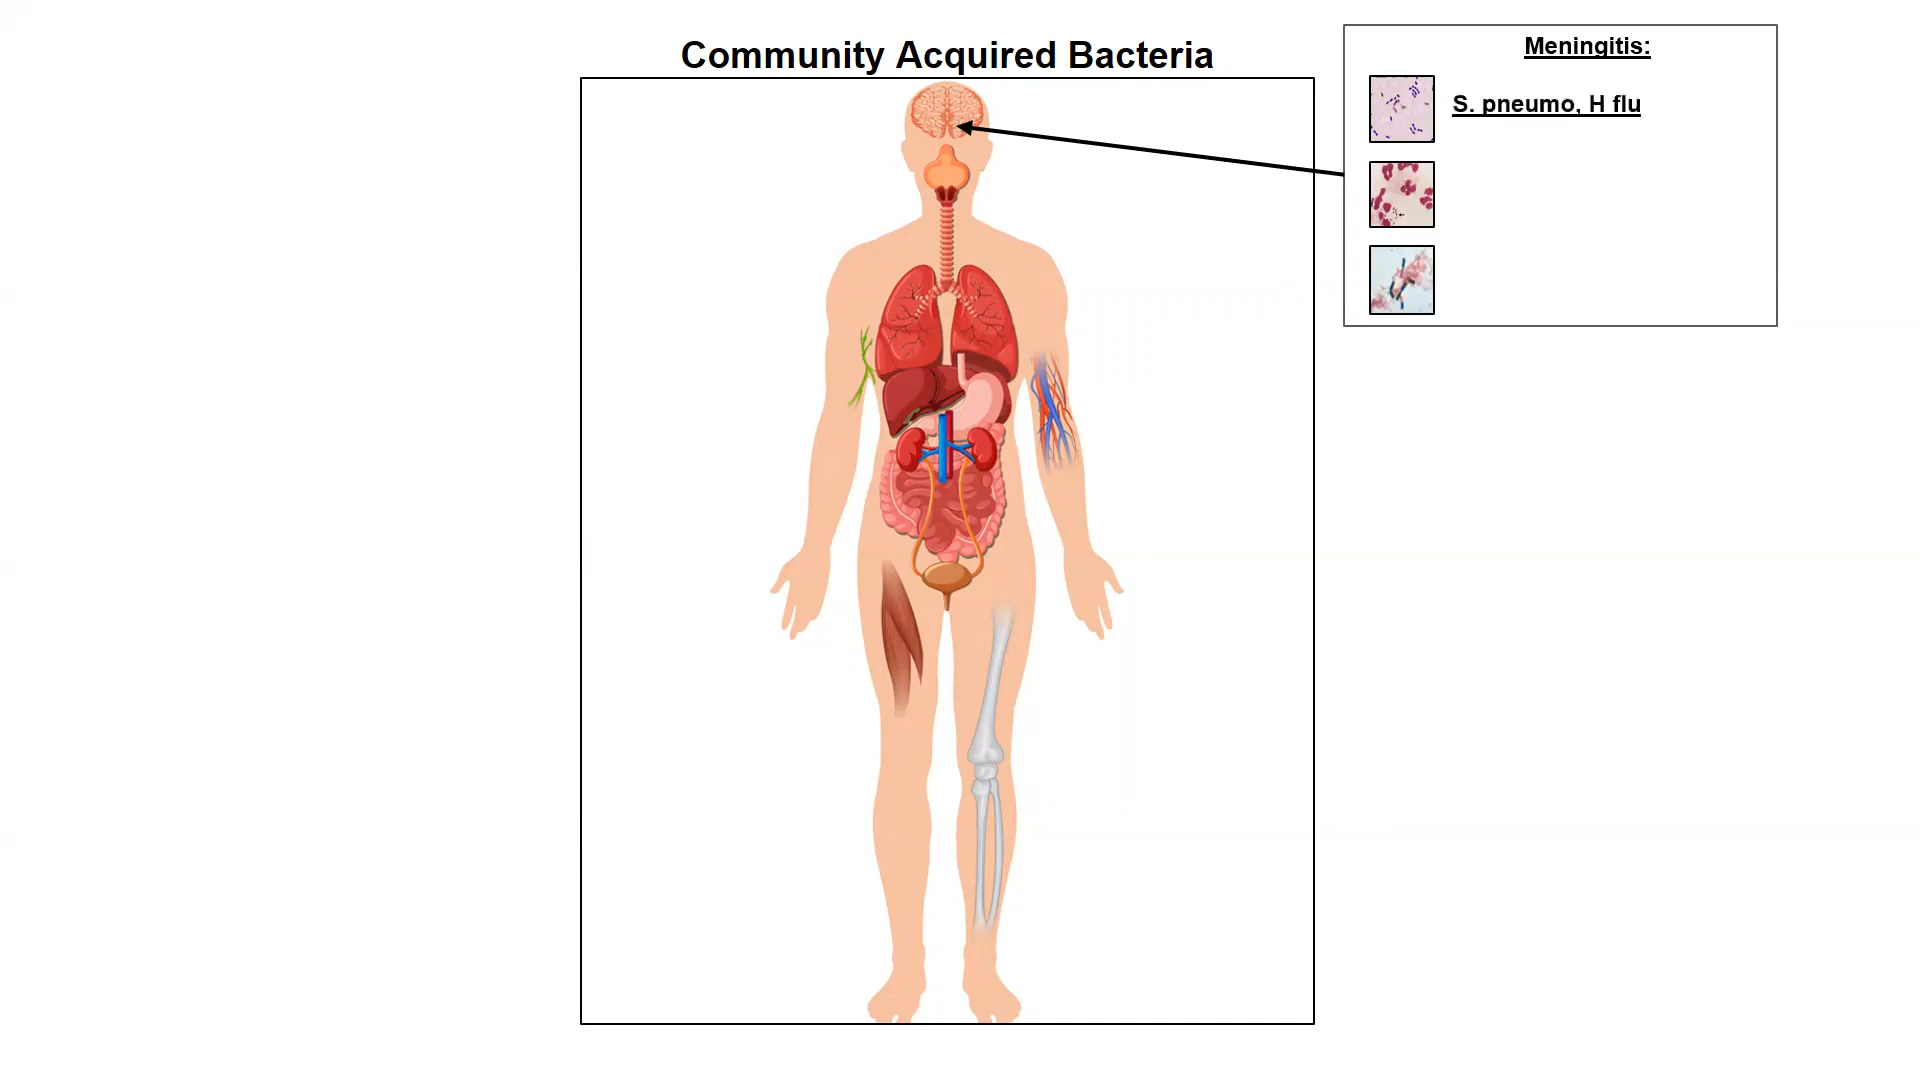 Community Acquired Bacteria
Meningitis:
S. pneumo, H flu